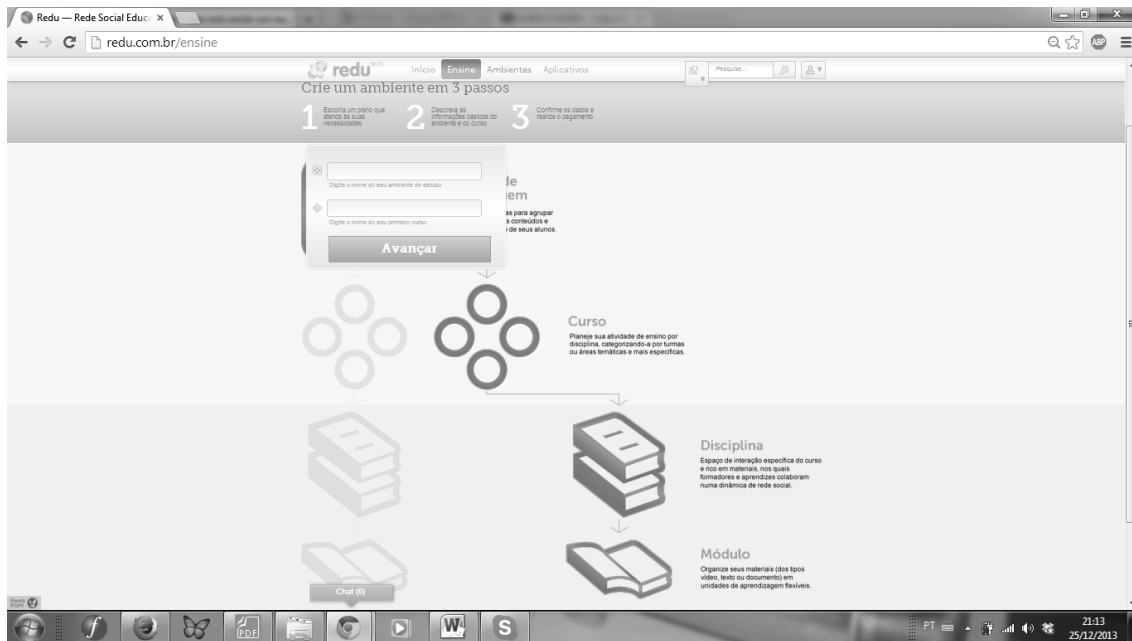 Redu — Rede Social Educ
redu.com.br/ensine
ABP
redu
Início Ensine Ambientes Aplicativos
Pesquise...
Crie um ambiente em 3 passos
1 Escolha um plano que
atenda às suas
necessidades
2 Descreva as
informações básicas do
ambiente e do curso
3 Confirme os dados e
realize o pagamento
Digite o nome do seu ambiente de estudo
Digite o nome do seu primeiro curso
Avançar
de
em
as para agrupar
s conteúdos e
de seus alunos.
Curso
Planeje sua atividade de ensino por
disciplina, categorizando-a por turmas
ou áreas temáticas e mais específicas.
Disciplina
Espaço de interação específica do curso
e rico em materiais, nos quais
formadores e aprendizes colaboram
numa dinâmica de rede social.
Módulo
Organize seus materiais (dos tipos
vídeo, texto ou documento) em
unidades de aprendizagem flexíveis.
Chat (0)
fonts
from
PDF
W
S
PT
21:13
25/12/2013